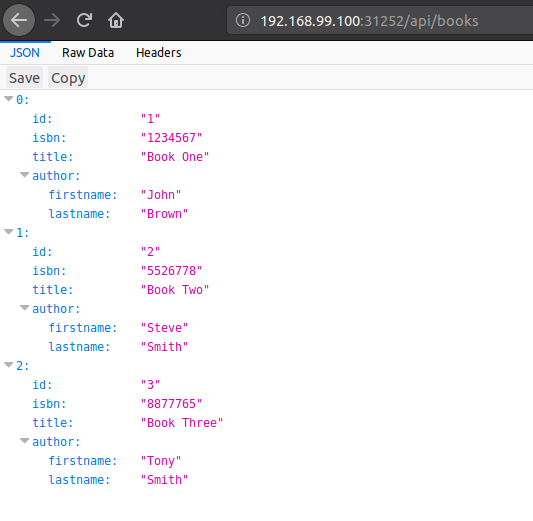 192.168.99.100:31252/api/books
JSON Raw Data Headers
Save Copy
0:
id: "1"
isbn: "1234567"
title: "Book One"
author:
firstname: "John"
lastname: "Brown"
1:
id: "2"
isbn: "5526778"
title: "Book Two"
author:
firstname: "Steve"
lastname: "Smith"
2:
id: "3"
isbn: "8877765"
title: "Book Three"
author:
firstname: "Tony"
lastname: "Smith"